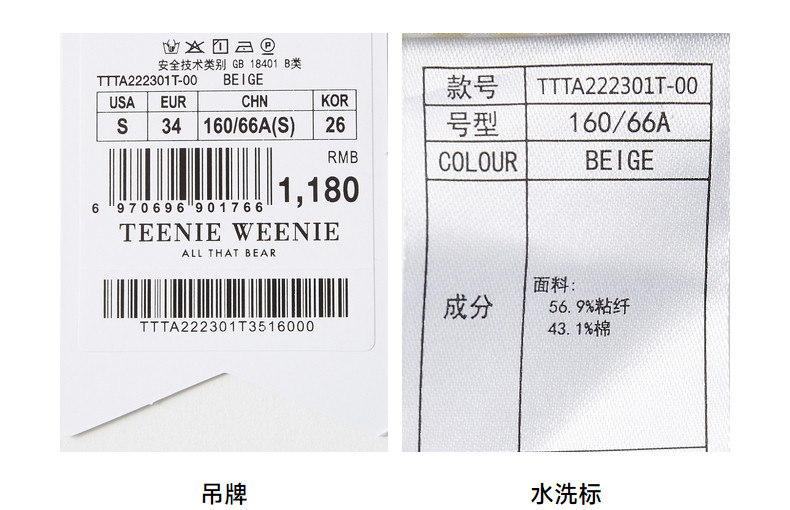 安全技术类别 GB 18401 B类
TTTA222301T-00 BEIGE
USA EUR CHN KOR
S 34 160/66A(S) 26
RMB
1,180
6 970696 901766
TEENIE WEENIE
ALL THAT BEAR
TTTA222301T3516000
吊牌
款号 TTTA222301T-00
号型 160/66A
COLOUR BEIGE
成分
面料:
56.9%粘纤
43.1%棉
水洗标